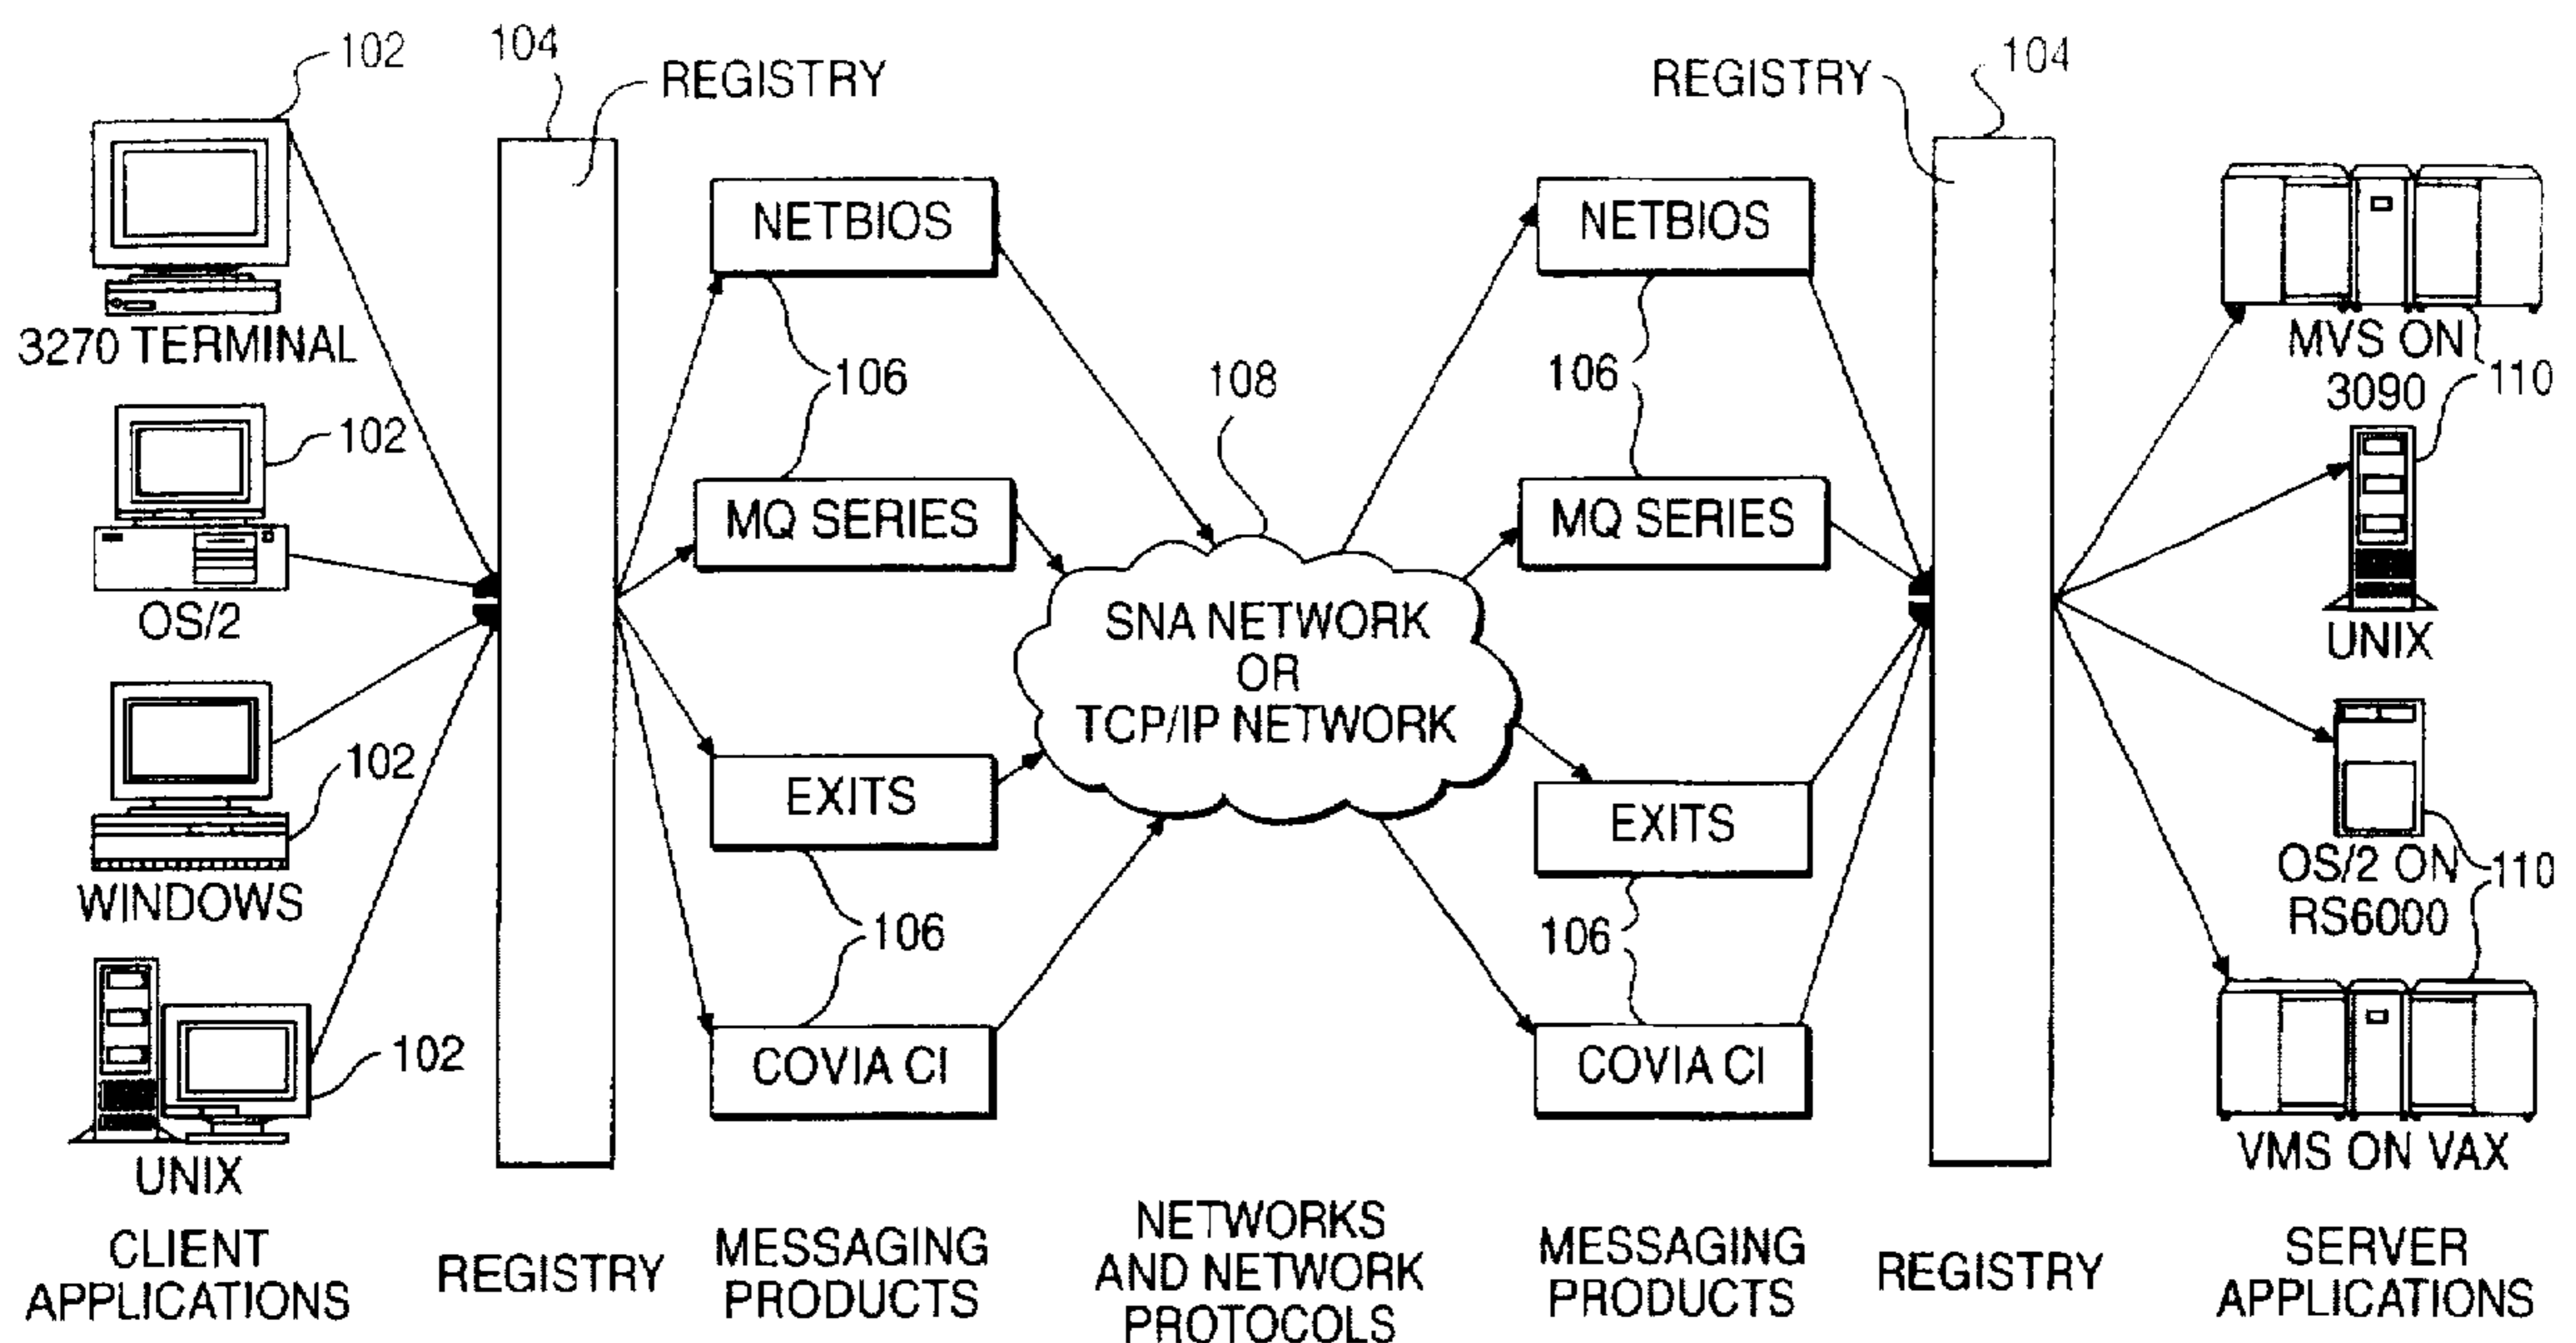 102
104
REGISTRY
REGISTRY
104
NETBIOS
NETBIOS
3270 TERMINAL
106
108
106
MVS ON
3090
110
102
MQ SERIES
MQ SERIES
OS/2
SNA NETWORK
OR
TCP/IP NETWORK
UNIX
102
EXITS
EXITS
WINDOWS
106
106
OS/2 ON
RS6000
110
102
COVIA CI
COVIA CI
UNIX
VMS ON VAX
CLIENT
APPLICATIONS
REGISTRY
MESSAGING
PRODUCTS
NETWORKS
AND NETWORK
PROTOCOLS
MESSAGING
PRODUCTS
REGISTRY
SERVER
APPLICATIONS